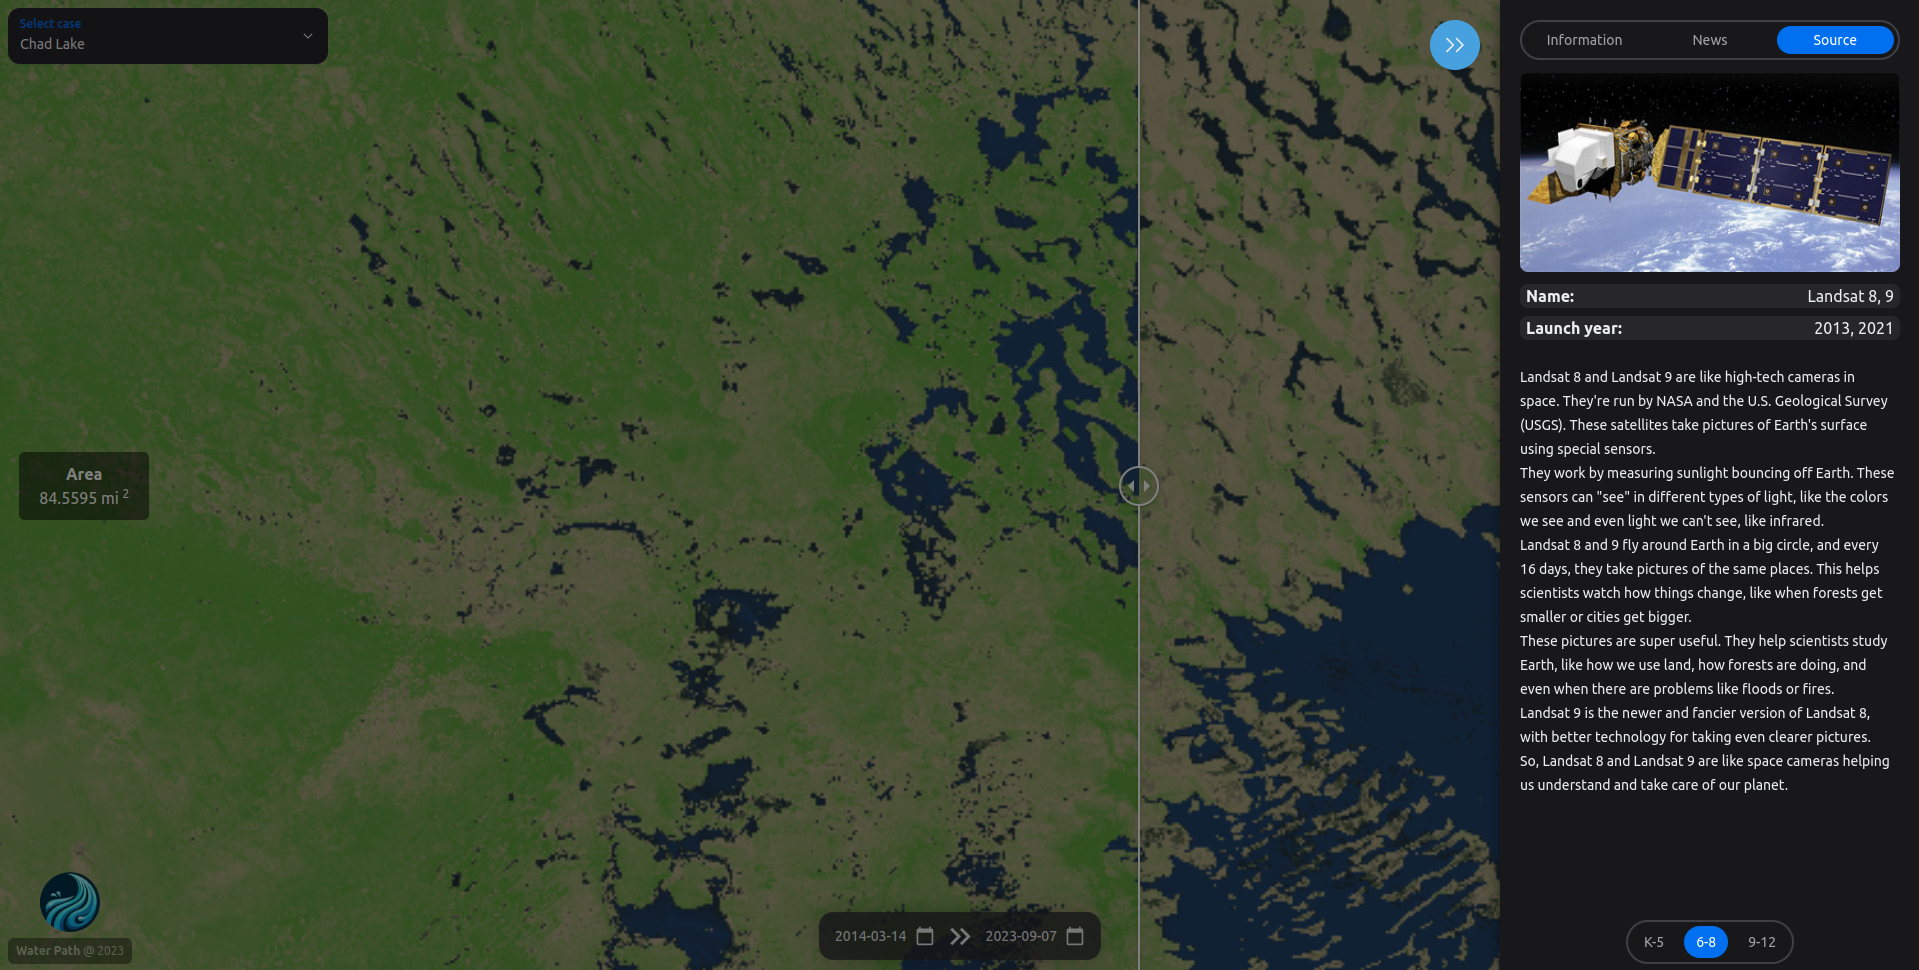 Select case
Chad Lake
Area
84.5595 mi 2
Water Path @ 2023
2014-03-14
2023-09-07
Information
News
Source
Name:
Landsat 8, 9
Launch year:
2013, 2021
Landsat 8 and Landsat 9 are like high-tech cameras in
space. They're run by NASA and the U.S. Geological Survey
(USGS). These satellites take pictures of Earth's surface
using special sensors.
They work by measuring sunlight bouncing off Earth. These
sensors can "see" in different types of light, like the colors
we see and even light we can't see, like infrared.
Landsat 8 and 9 fly around Earth in a big circle, and every
16 days, they take pictures of the same places. This helps
scientists watch how things change, like when forests get
smaller or cities get bigger.
These pictures are super useful. They help scientists study
Earth, like how we use land, how forests are doing, and
even when there are problems like floods or fires.
Landsat 9 is the newer and fancier version of Landsat 8,
with better technology for taking even clearer pictures.
So, Landsat 8 and Landsat 9 are like space cameras helping
us understand and take care of our planet.
K-5
6-8
9-12